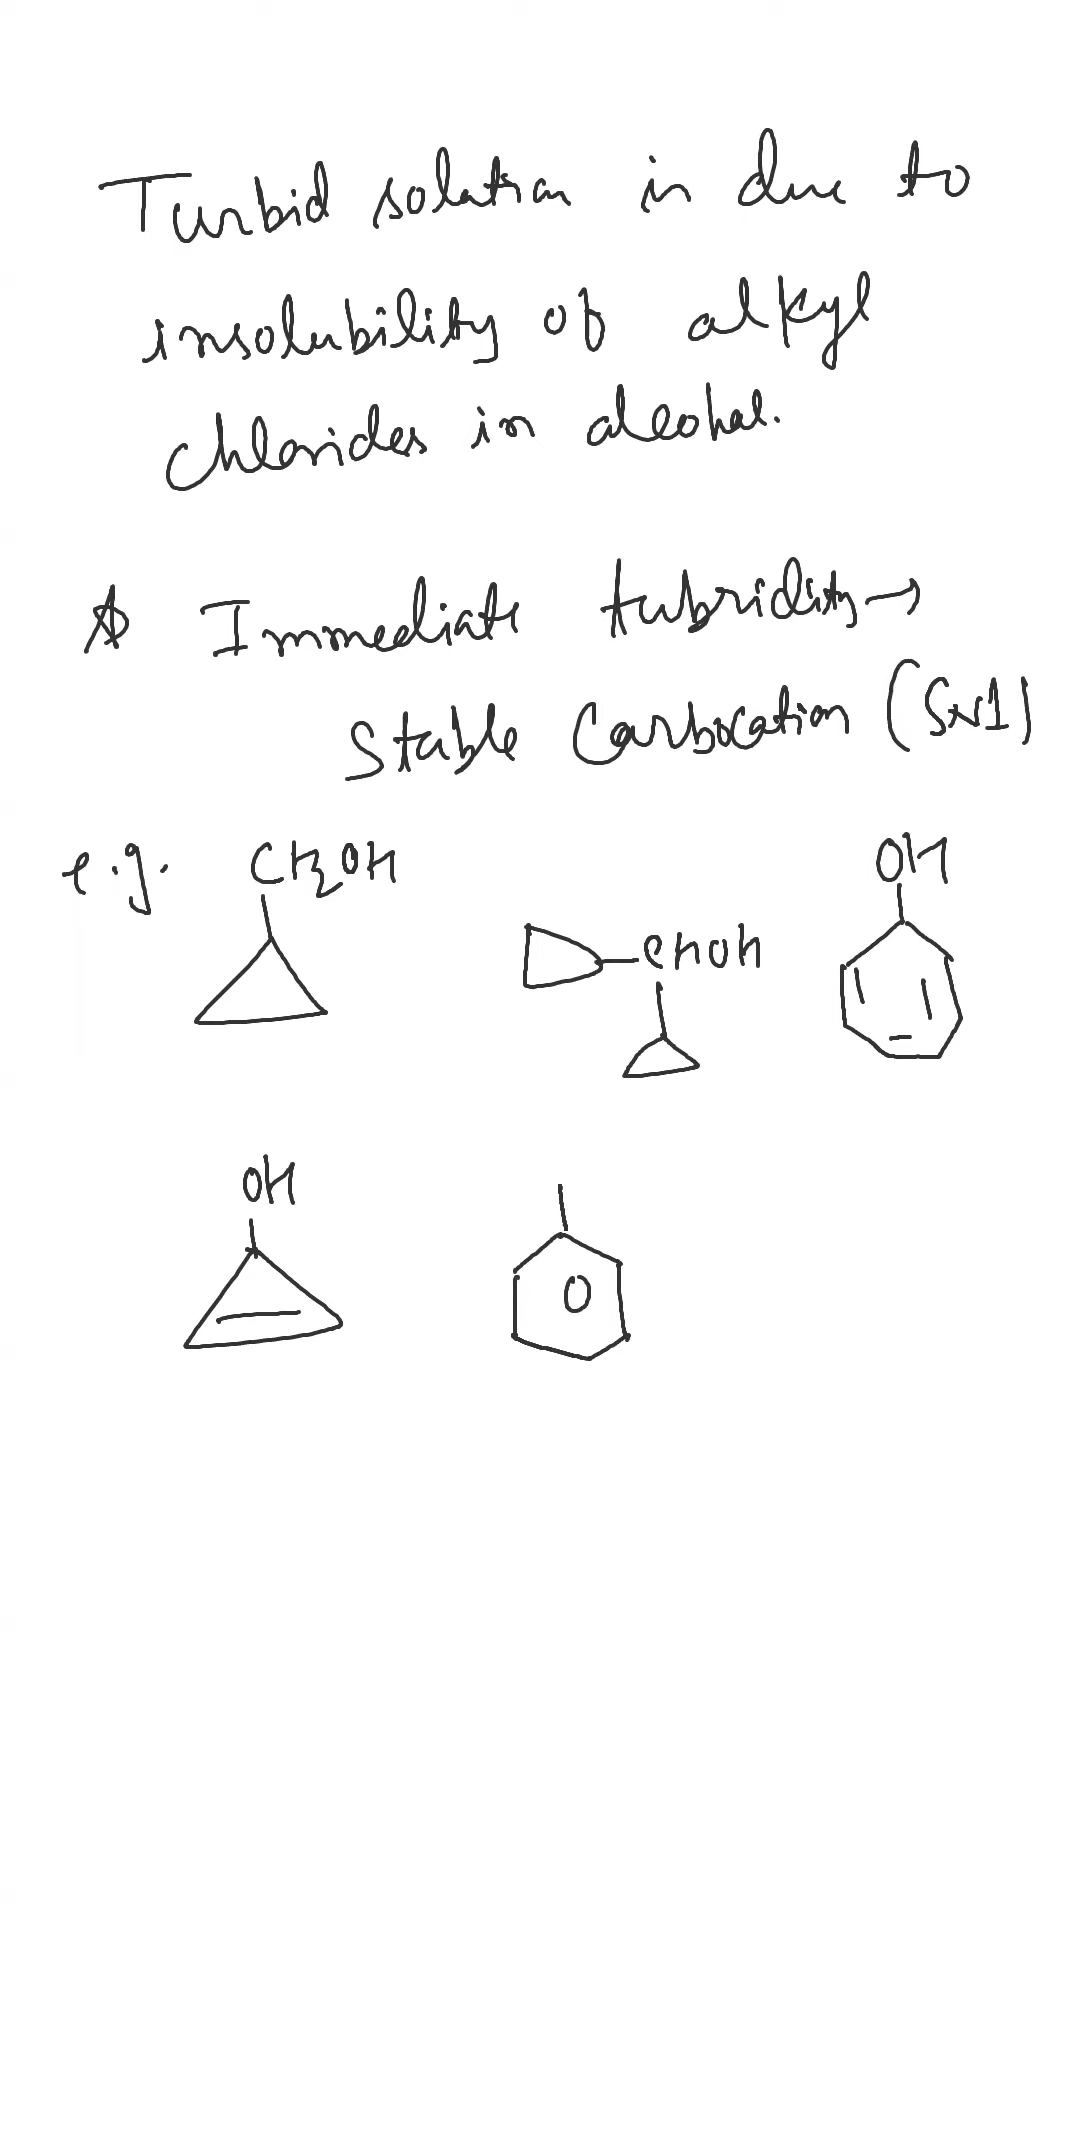 Turbid solution is due to
insolubility of alkyl
chlorides in alcohol.
Immediate tubridity →
Stable Carbocation (SN1)
e.g. CH2OH
OH
CHOH
OH